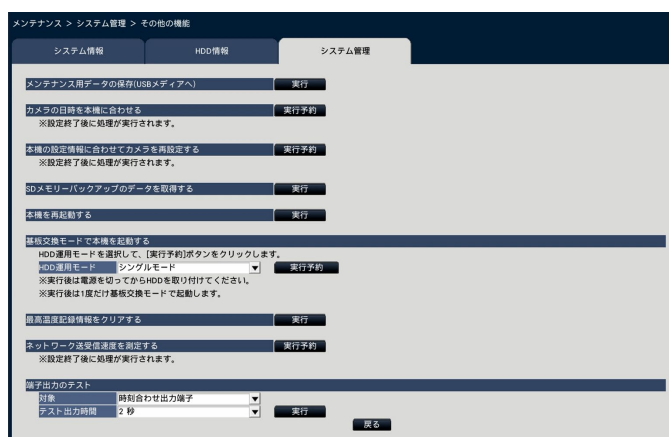 メンテナンス > システム管理 > その他の機能
システム情報 HDD情報 システム管理
メンテナンス用データの保存(USBメディアへ) 実行
カメラの日時を本機に合わせる 実行予約
※設定終了後に処理が実行されます。
本機の設定情報に合わせてカメラを再設定する 実行予約
※設定終了後に処理が実行されます。
SDメモリーバックアップのデータを取得する 実行
本機を再起動する 実行
基板交換モードで本機を起動する
HDD運用モードを選択して、[実行予約]ボタンをクリックします。
HDD運用モード シングルモード 実行予約
※実行後は電源を切ってからHDDを取り付けてください。
※実行後は1度だけ基板交換モードで起動します。
最高温度記録情報をクリアする 実行
ネットワーク送受信速度を測定する 実行予約
※設定終了後に処理が実行されます。
端子出力のテスト
対象 時刻合わせ出力端子
テスト出力時間 2 秒 実行
戻る